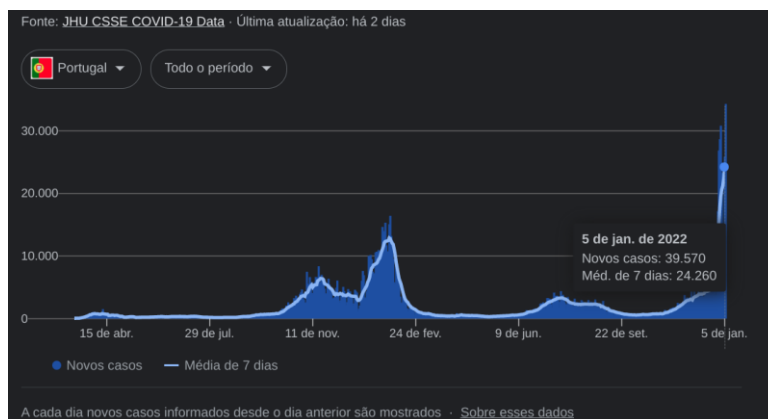 Fonte: JHU CSSE COVID-19 Data · Última atualização: há 2 dias
Portugal
Todo o período
30.000
20.000
10.000
0
5 de jan. de 2022
Novos casos: 39.570
Méd. de 7 dias: 24.260
15 de abr.
29 de jul.
11 de nov.
24 de fev.
9 de jun.
22 de set.
5 de jan.
Novos casos
Média de 7 dias
A cada dia novos casos informados desde o dia anterior são mostrados · Sobre esses dados